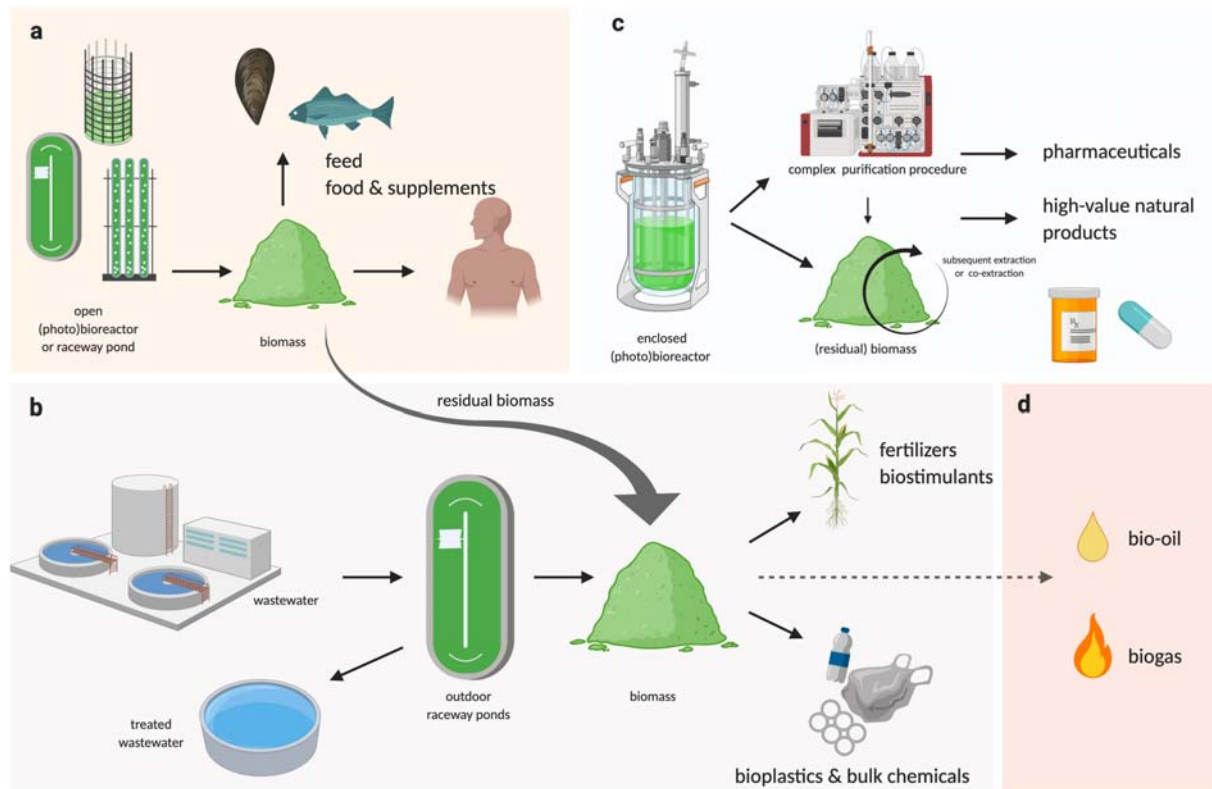 a
feed
food & supplements
open
(photo)bioreactor
or raceway pond
biomass
c
complex purification procedure
pharmaceuticals
high-value natural
products
subsequent extraction
or co-extraction
enclosed
(photo)bioreactor
(residual) biomass
b
residual biomass
wastewater
treated
wastewater
outdoor
raceway ponds
biomass
fertilizers
biostimulants
bioplastics & bulk chemicals
d
bio-oil
biogas